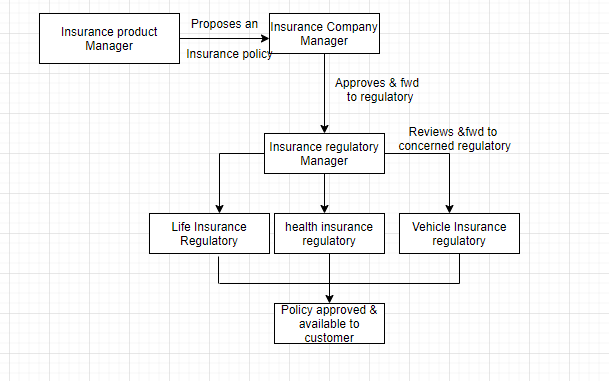 Insurance product
Manager
Proposes an
Insurance policy
Insurance Company
Manager
Approves & fwd
to regulatory
Insurance regulatory
Manager
Reviews &fwd to
concerned regulatory
Life Insurance
Regulatory
health insurance
regulatory
Vehicle Insurance
regulatory
Policy approved &
available to
customer